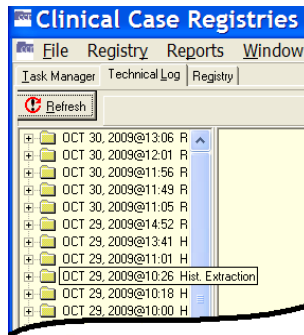 Clinical Case Registries
File Registry Reports Window
Task Manager Technical Log Registry
Refresh
OCT 30, 2009@13:06 R
OCT 30, 2009@12:01 R
OCT 30, 2009@11:56 R
OCT 30, 2009@11:49 R
OCT 30, 2009@11:05 R
OCT 29, 2009@14:52 R
OCT 29, 2009@13:41 H
OCT 29, 2009@11:01 H
OCT 29, 2009@10:26 Hist. Extraction
OCT 29, 2009@10:18 H
OCT 29, 2009@10:00 H